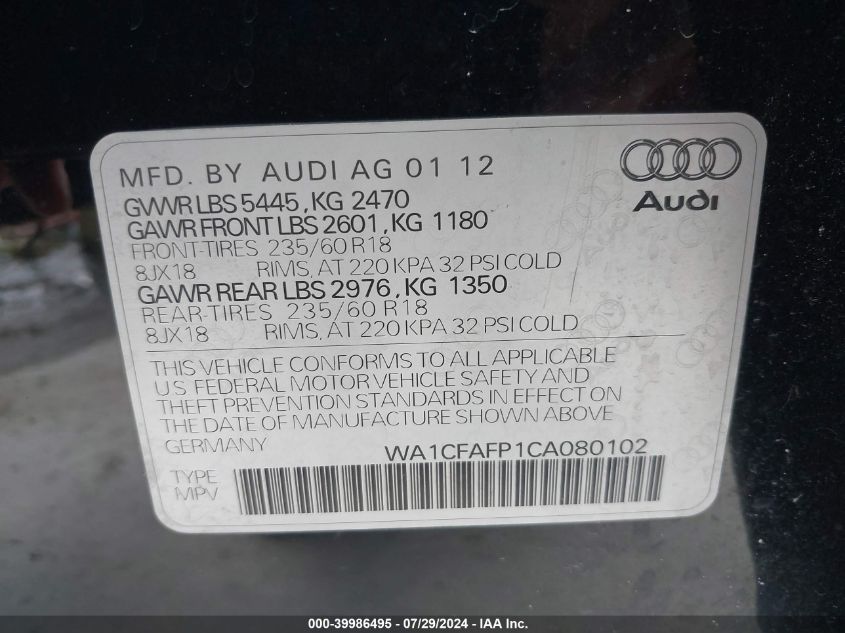 MFD. BY AUDI AG 01 12
Audi
GVWR LBS 5445, KG 2470
GAWR FRONT LBS 2601, KG 1180
FRONT-TIRES 235/60 R18
8JX18 RIMS, AT 220 KPA 32 PSI COLD
GAWR REAR LBS 2976, KG 1350
REAR-TIRES 235/60 R18
8JX18 RIMS, AT 220 KPA 32 PSI COLD
THIS VEHICLE CONFORMS TO ALL APPLICABLE
U.S. FEDERAL MOTOR VEHICLE SAFETY AND
THEFT PREVENTION STANDARDS IN EFFECT ON
THE DATE OF MANUFACTURE SHOWN ABOVE
GERMANY WA1CFAFP1CA080102
TYPE
MPV
000-39986495 - 07/29/2024 - IAA Inc.